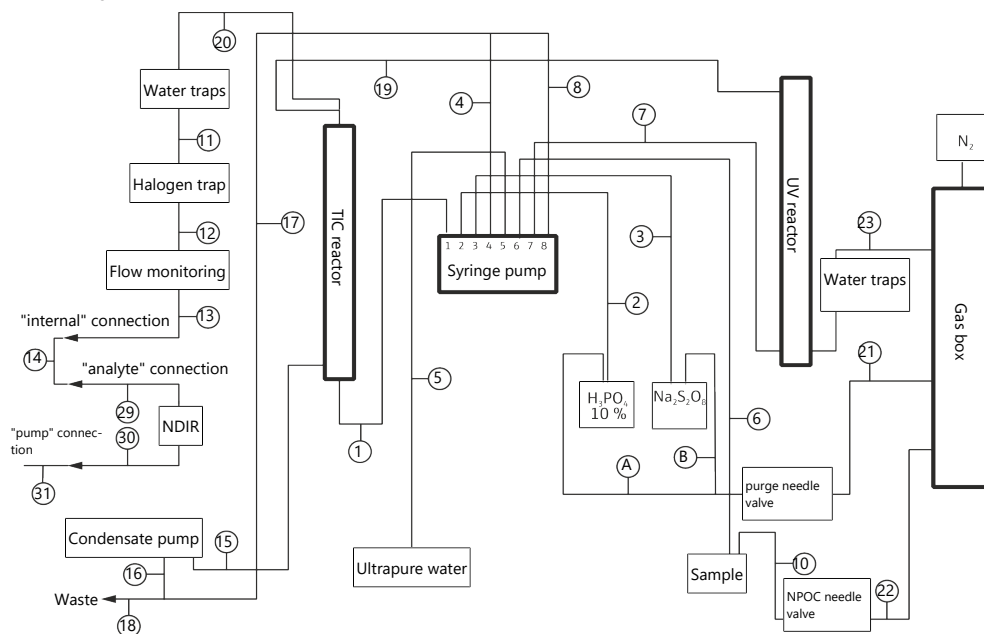 20
Water traps
11
Halogen trap
12
Flow monitoring
13
"internal" connection
14
"analyte" connection
29
NDIR
"pump" connec-
tion
30
31
Condensate pump
15
16
Waste
18
17
TIC reactor
1
19
4
8
5
Ultrapure water
1 2 3 4 5 6 7 8
Syringe pump
2
3
7
H₃PO₄
10 %
Na₂S₂O₈
6
A
B
UV reactor
N₂
23
Water traps
Gas box
21
purge needle
valve
Sample
10
NPOC needle
valve
22